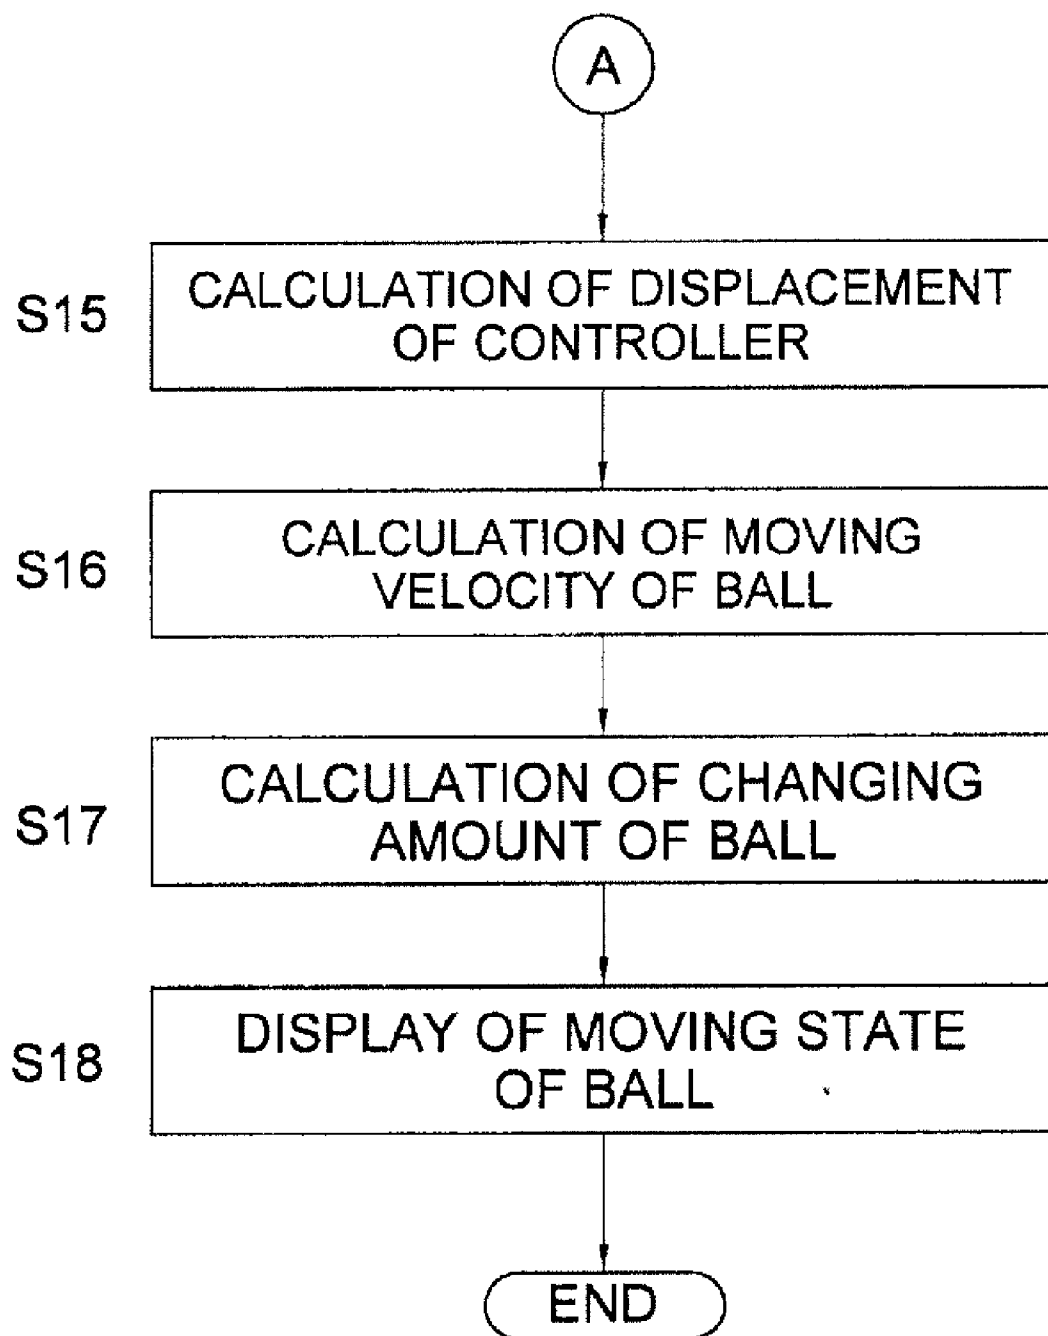 A
S15
CALCULATION OF DISPLACEMENT
OF CONTROLLER
S16
CALCULATION OF MOVING
VELOCITY OF BALL
S17
CALCULATION OF CHANGING
AMOUNT OF BALL
S18
DISPLAY OF MOVING STATE
OF BALL
END